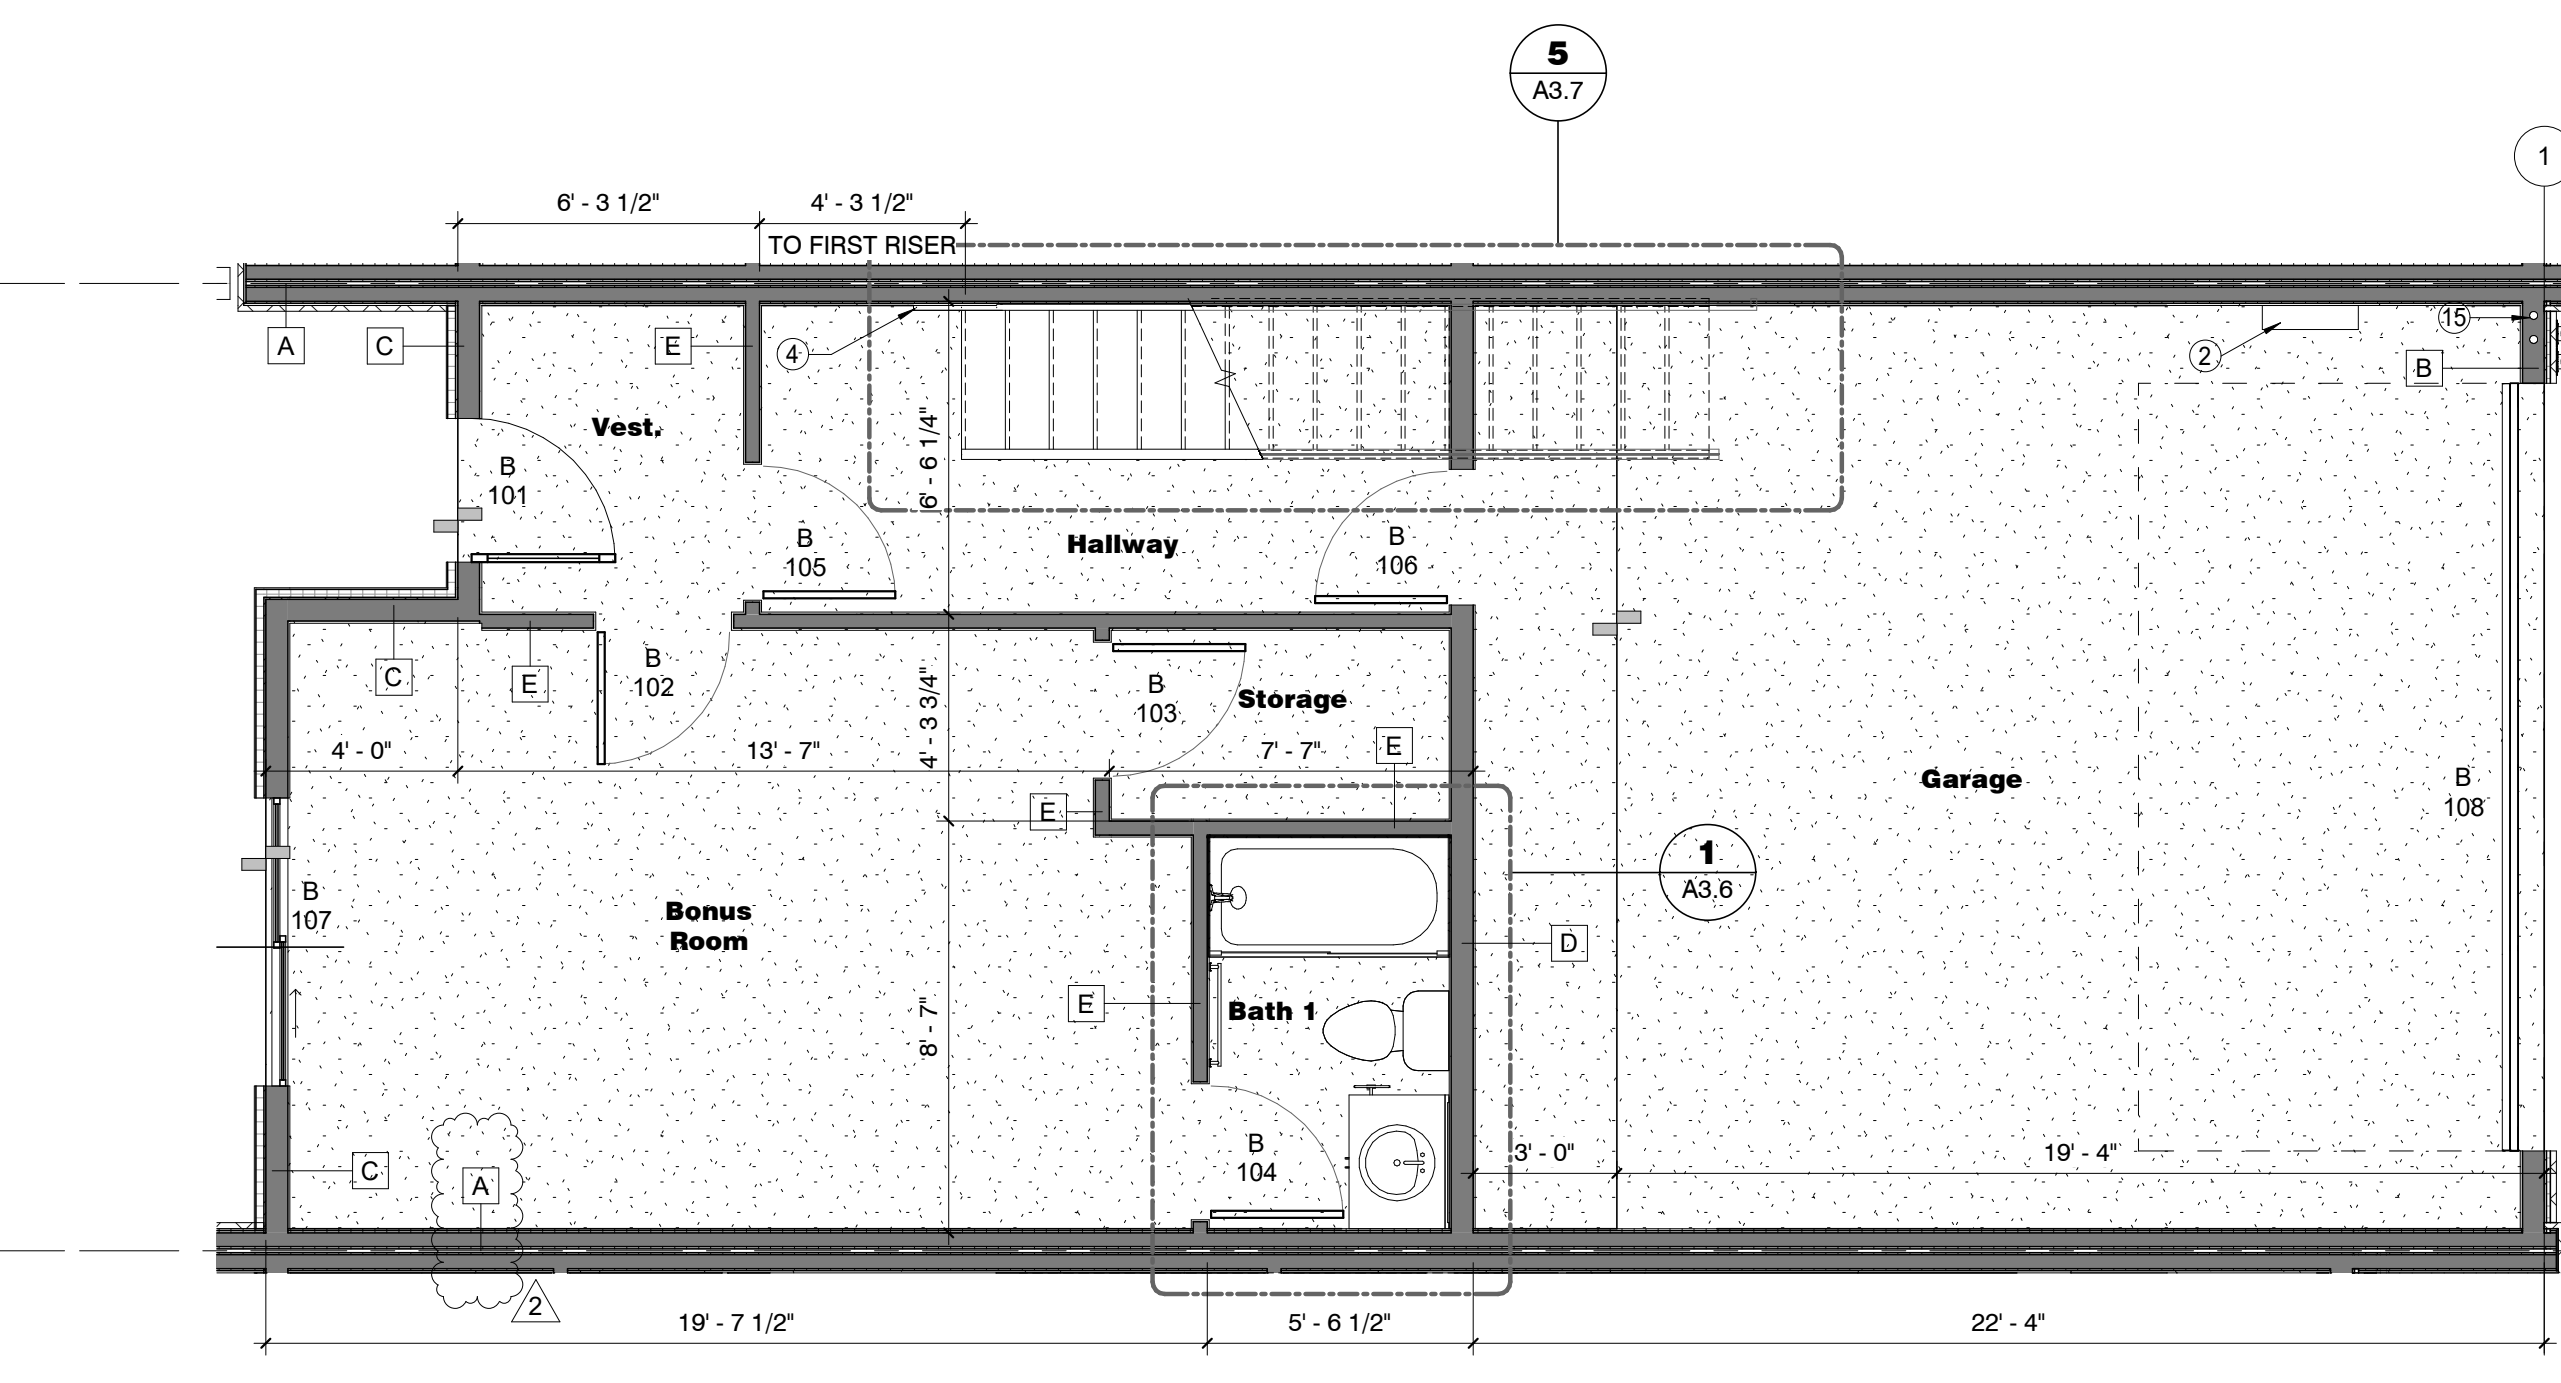 5
A3.7
1
6' - 3 1/2"
4' - 3 1/2"
TO FIRST RISER
A
C
E
4
15
2
B
Vest.
6' - 6 1/4"
B
101
B
105
Hallway
B
106
C
E
B
102
4' - 3 3/4"
B
103
Storage
E
4' - 0"
13' - 7"
7' - 7"
Garage
B
108
E
1
A3.6
B
107
Bonus
Room
D
E
Bath 1
8' - 7"
C
A
B
104
3' - 0"
19' - 4"
2
19' - 7 1/2"
5' - 6 1/2"
22' - 4"